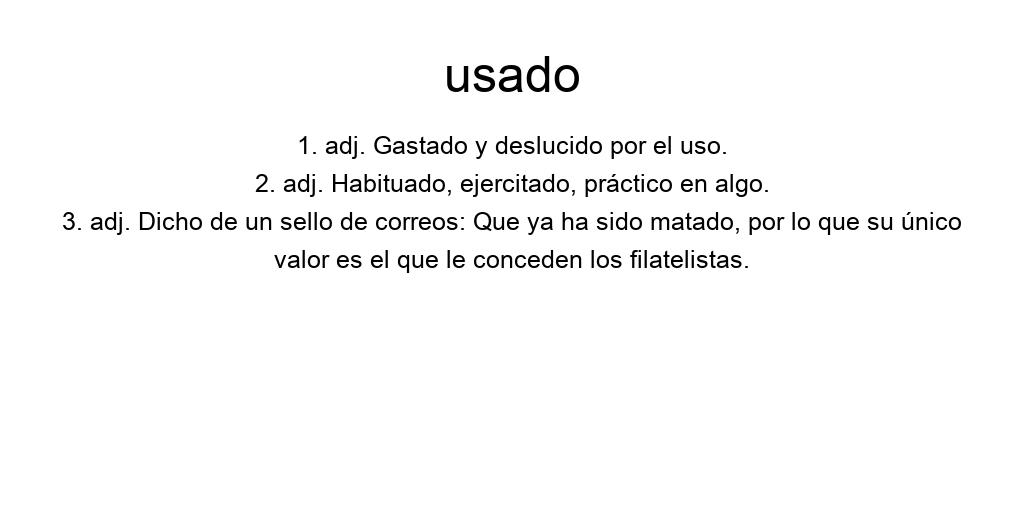 usado
1. adj. Gastado y deslucido por el uso.
2. adj. Habituado, ejercitado, práctico en algo.
3. adj. Dicho de un sello de correos: Que ya ha sido matado, por lo que su único
valor es el que le conceden los filatelistas.